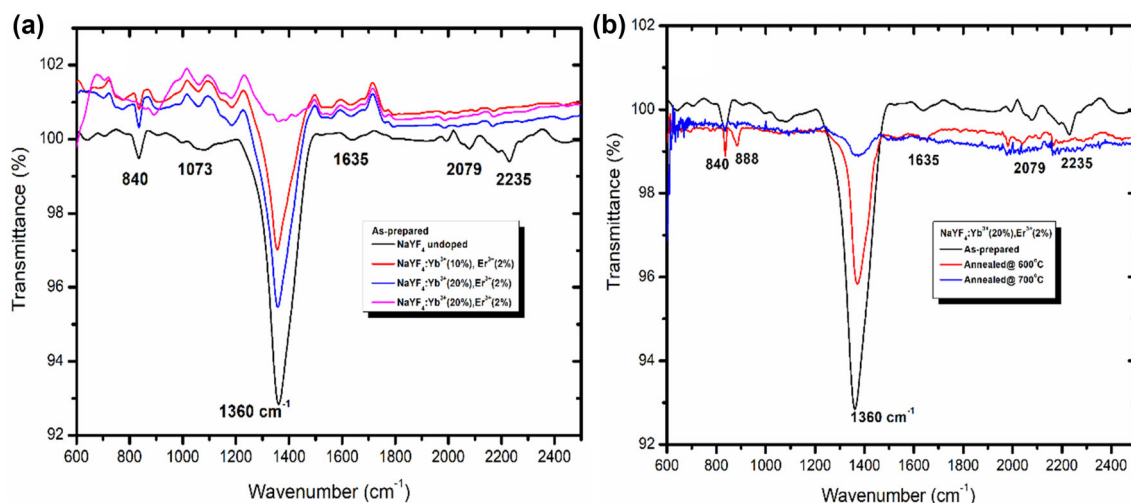 (a)
102
100
98
96
94
92
Transmittance (%)
840
1073
1635
2079
2235
As-prepared
NaYF₄ undoped
NaYF₄:Yb³⁺(10%), Er³⁺(2%)
NaYF₄:Yb³⁺(20%),Er³⁺(2%)
NaYF₄:Yb³⁺(20%),Er³⁺(2%)
1360 cm⁻¹
600 800 1000 1200 1400 1600 1800 2000 2200 2400
Wavenumber (cm⁻¹)
(b)
102
100
98
96
94
92
Transmittance (%)
840
888
1635
2079
2235
NaYF₄:Yb³⁺(20%),Er³⁺(2%)
As-prepared
Annealed@ 600⁰C
Annealed@ 700⁰C
1360 cm⁻¹
600 800 1000 1200 1400 1600 1800 2000 2200 2400
Wavenumber (cm⁻¹)